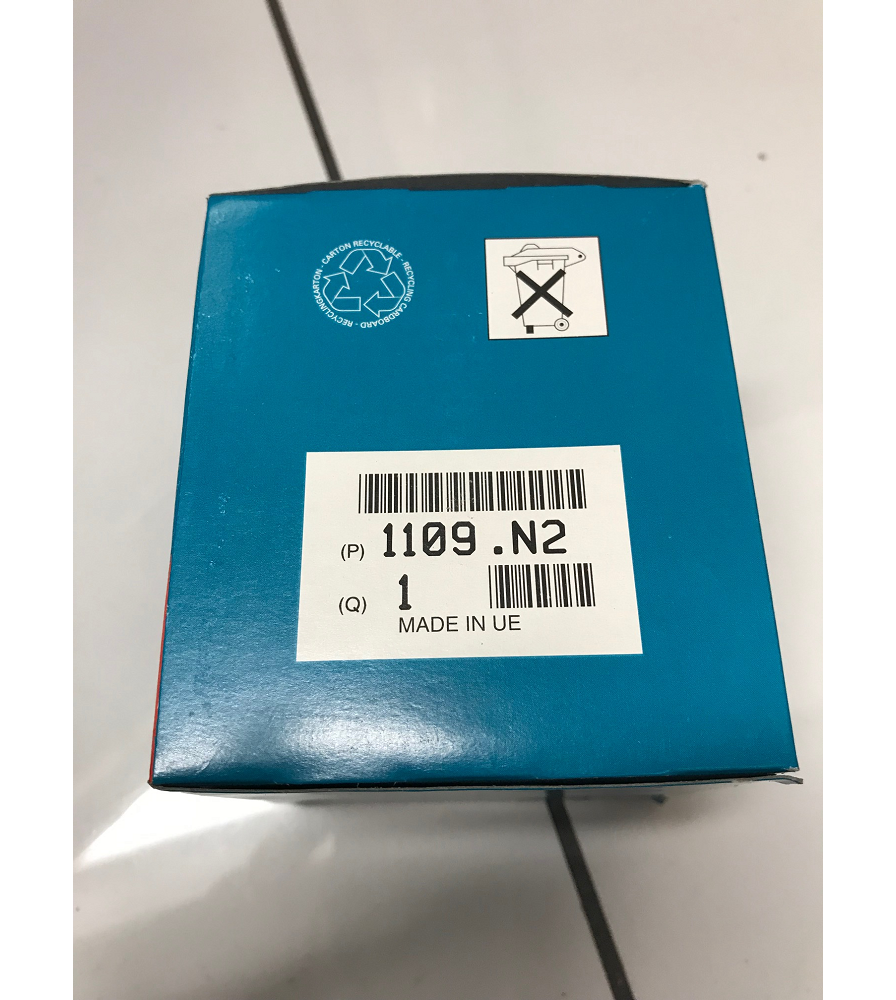 CARTON RECYCLABLE - RECYCLING CARDBOARD - RECYCLINGKARTON -
(P) 1109.N2
(Q) 1
MADE IN UE